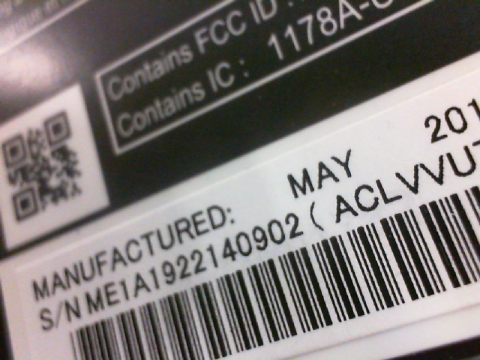 Contains FCC ID :
Contains IC : 1178A-
MANUFACTURED: MAY 201
S/N ME1A1922140902 ( ACLVVU